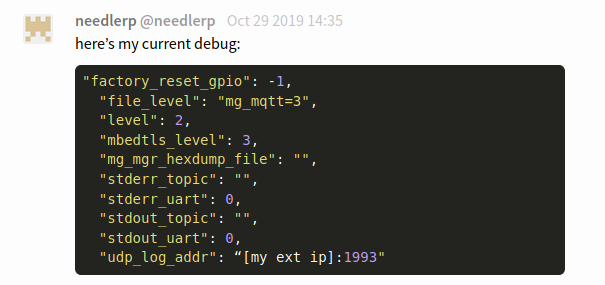 needlerp @needlerp Oct 29 2019 14:35
here’s my current debug:
"factory_reset_gpio": -1,
"file_level": "mg_mqtt=3",
"level": 2,
"mbedtls_level": 3,
"mg_mgr_hexdump_file": "",
"stderr_topic": "",
"stderr_uart": 0,
"stdout_topic": "",
"stdout_uart": 0,
"udp_log_addr": “[my ext ip]:1993"